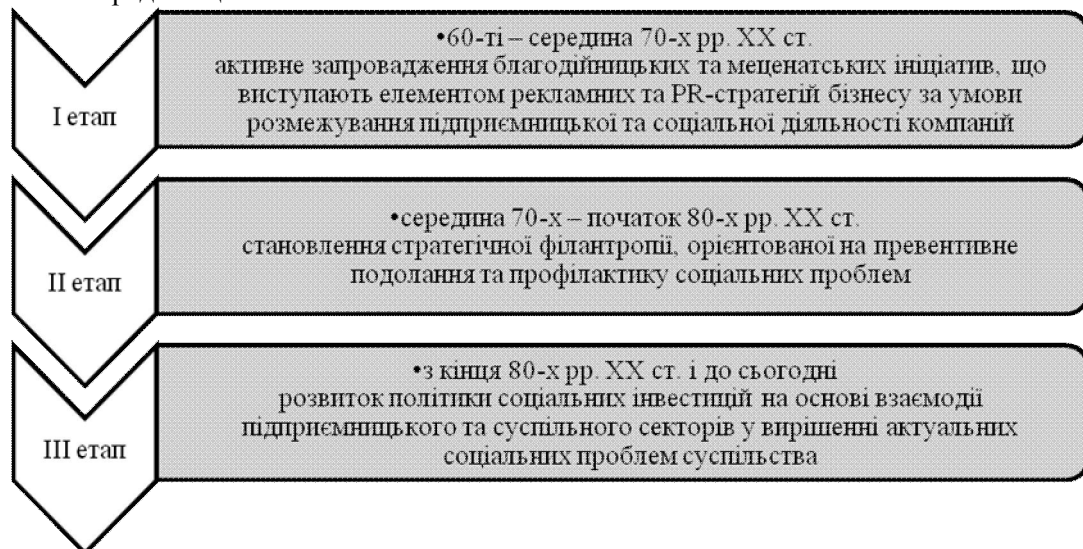 І етап
•60-ті – середина 70-х рр. ХХ ст.
активне запровадження благодійницьких та меценатських ініціатив, що
виступають елементом рекламних та PR-стратегій бізнесу за умови
розмежування підприємницької та соціальної діяльності компаній
ІІ етап
•середина 70-х – початок 80-х рр. ХХ ст.
становлення стратегічної філантропії, орієнтованої на превентивне
подолання та профілактику соціальних проблем
ІІІ етап
•з кінця 80-х рр. ХХ ст. і до сьогодні
розвиток політики соціальних інвестицій на основі взаємодії
підприємницького та суспільного секторів у вирішенні актуальних
соціальних проблем суспільства